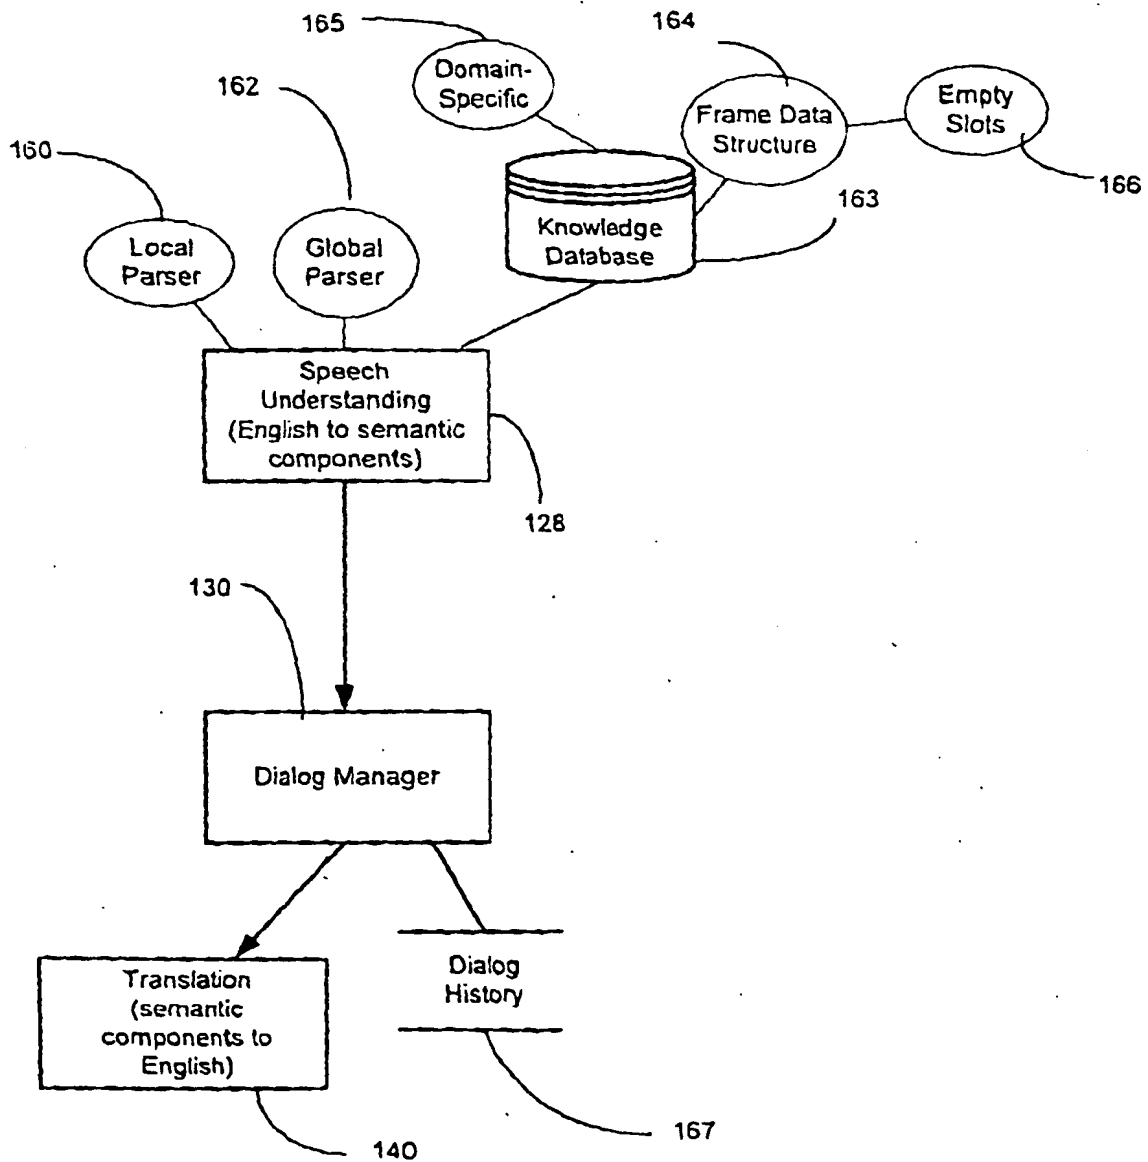 165
164
Domain-
Specific
162
Frame Data
Structure
Empty
Slots
160
166
163
Local
Parser
Global
Parser
Knowledge
Database
Speech
Understanding
(English to semantic
components)
128
130
Dialog Manager
Translation
(semantic
components to
English)
Dialog
History
140
167